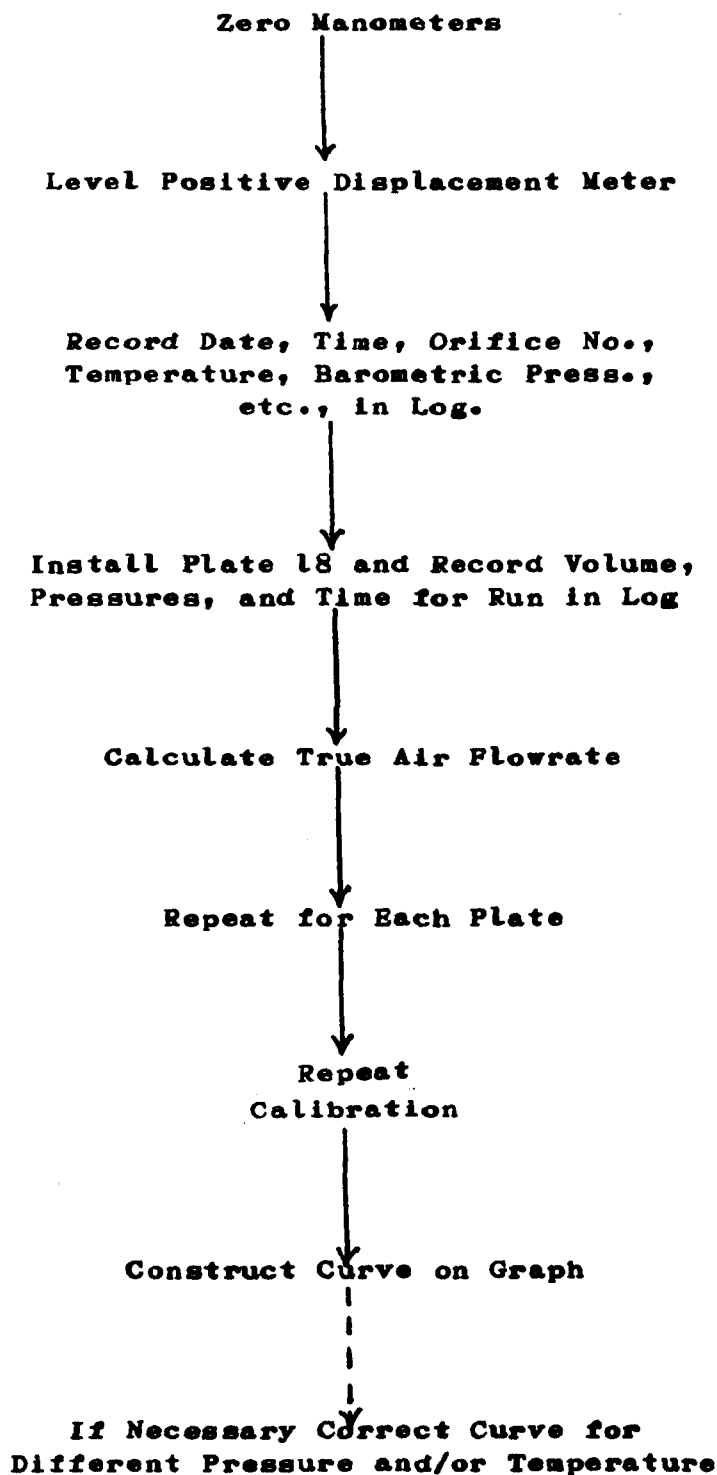 Zero Manometers
Level Positive Displacement Meter
Record Date, Time, Orifice No.,
Temperature, Barometric Press.,
etc., in Log.
Install Plate 18 and Record Volume,
Pressures, and Time for Run in Log
Calculate True Air Flowrate
Repeat for Each Plate
Repeat
Calibration
Construct Curve on Graph
If Necessary Correct Curve for
Different Pressure and/or Temperature